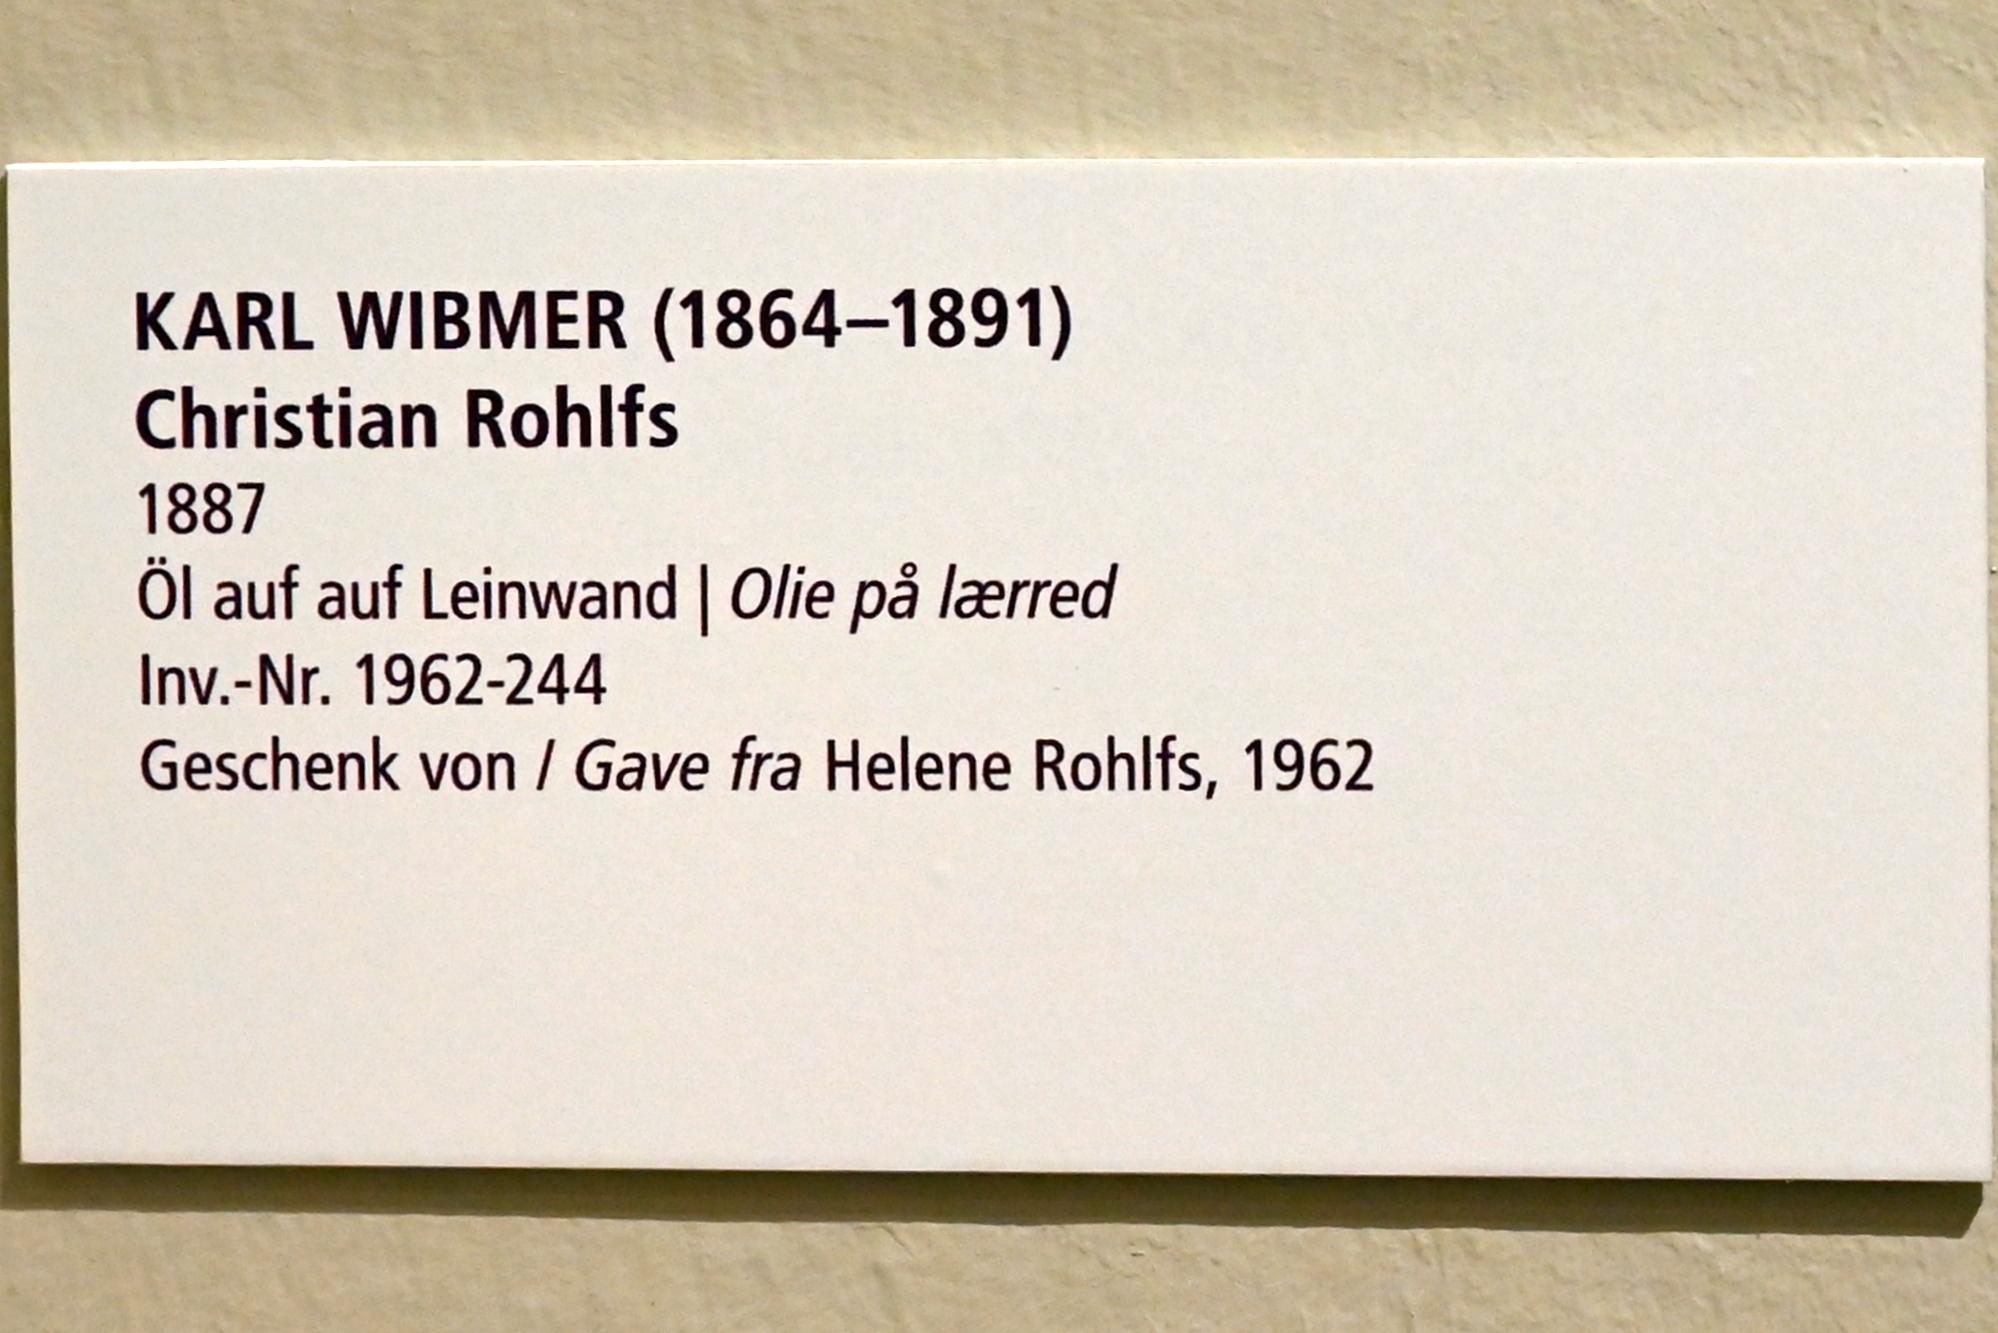 KARL WIBMER (1864–1891)
Christian Rohlfs
1887
Öl auf auf Leinwand | Olie på lærred
Inv.-Nr. 1962-244
Geschenk von / Gave fra Helene Rohlfs, 1962